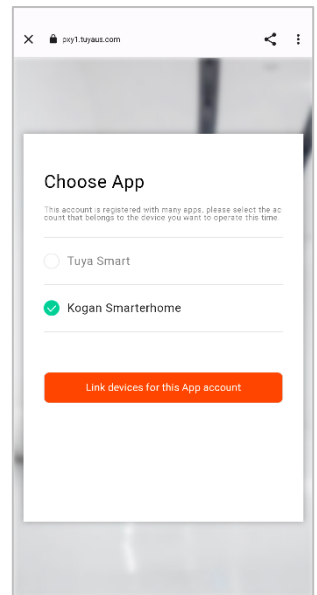 pxy1.tuyaus.com
Choose App
This account is registered with many apps, please select the ac
count that belongs to the device you want to operate this time.
Tuya Smart
Kogan Smarterhome
Link devices for this App account